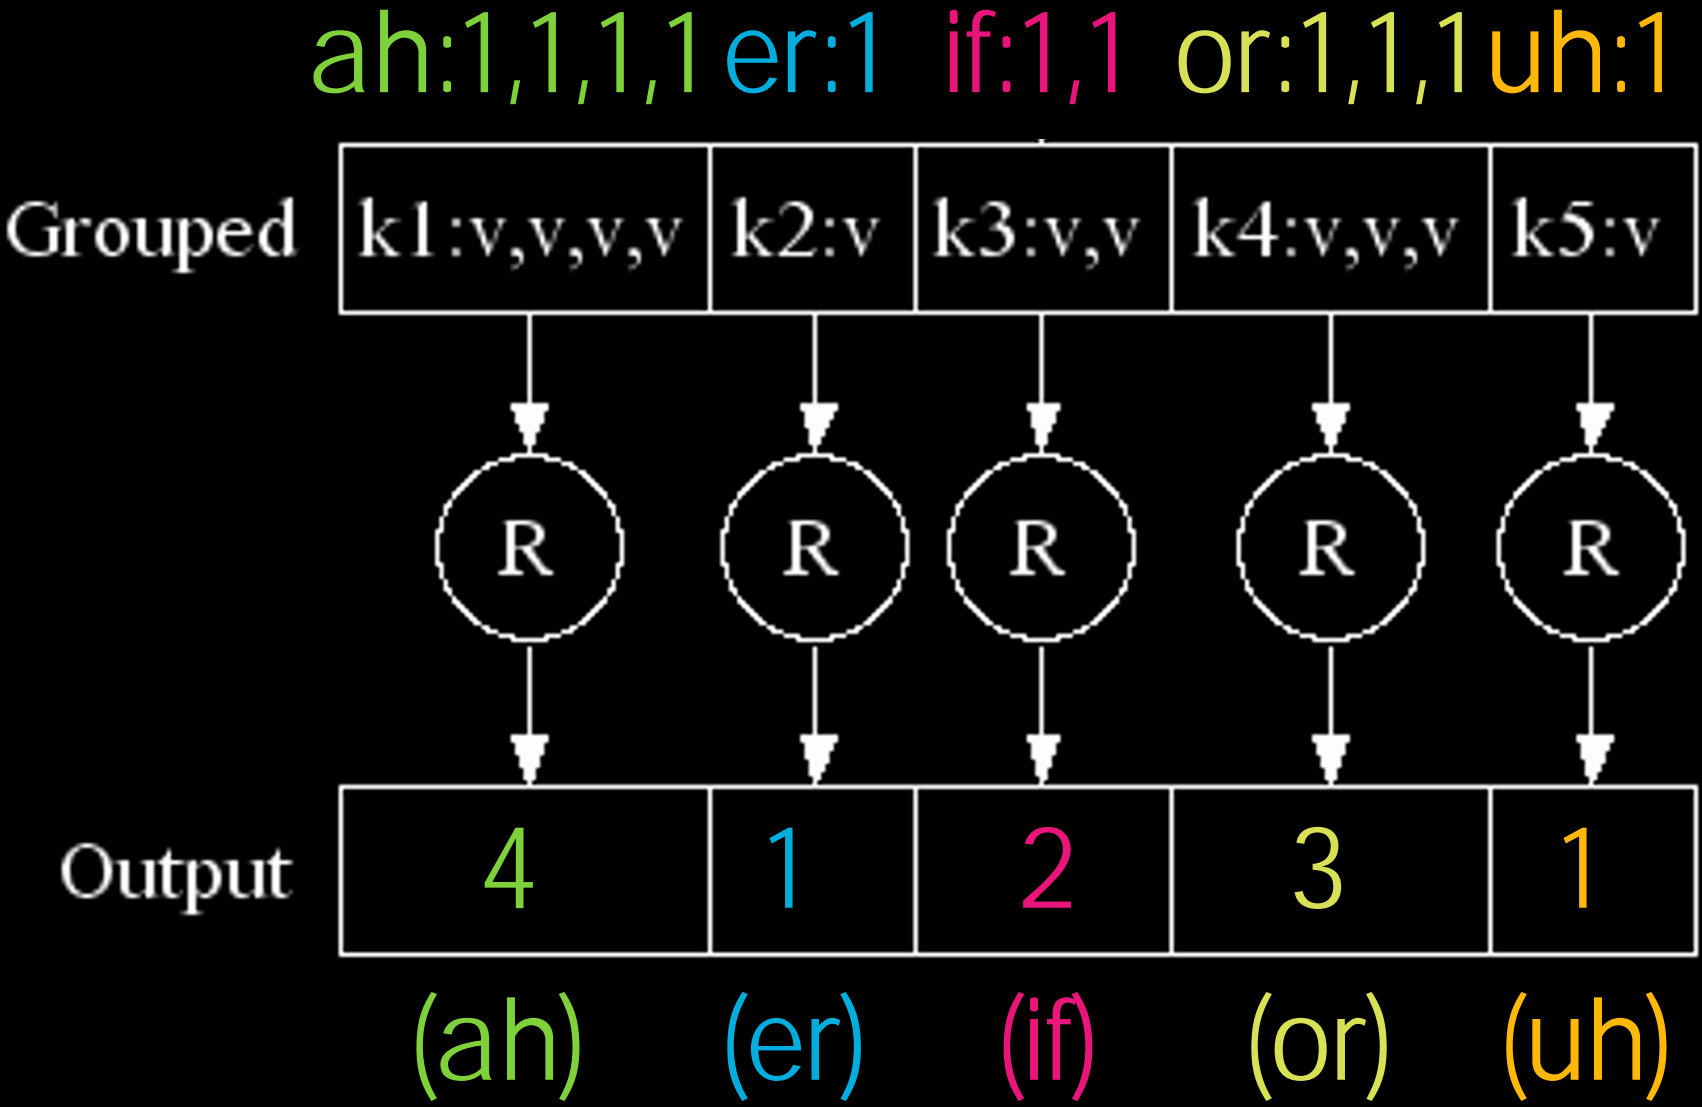 ah:1,1,1,1 er:1 if:1,1 or:1,1,1 uh:1
Grouped k1:v,v,v,v k2:v k3:v,v k4:v,v,v k5:v
R R R R R
Output 4 1 2 3 1
(ah) (er) (if) (or) (uh)